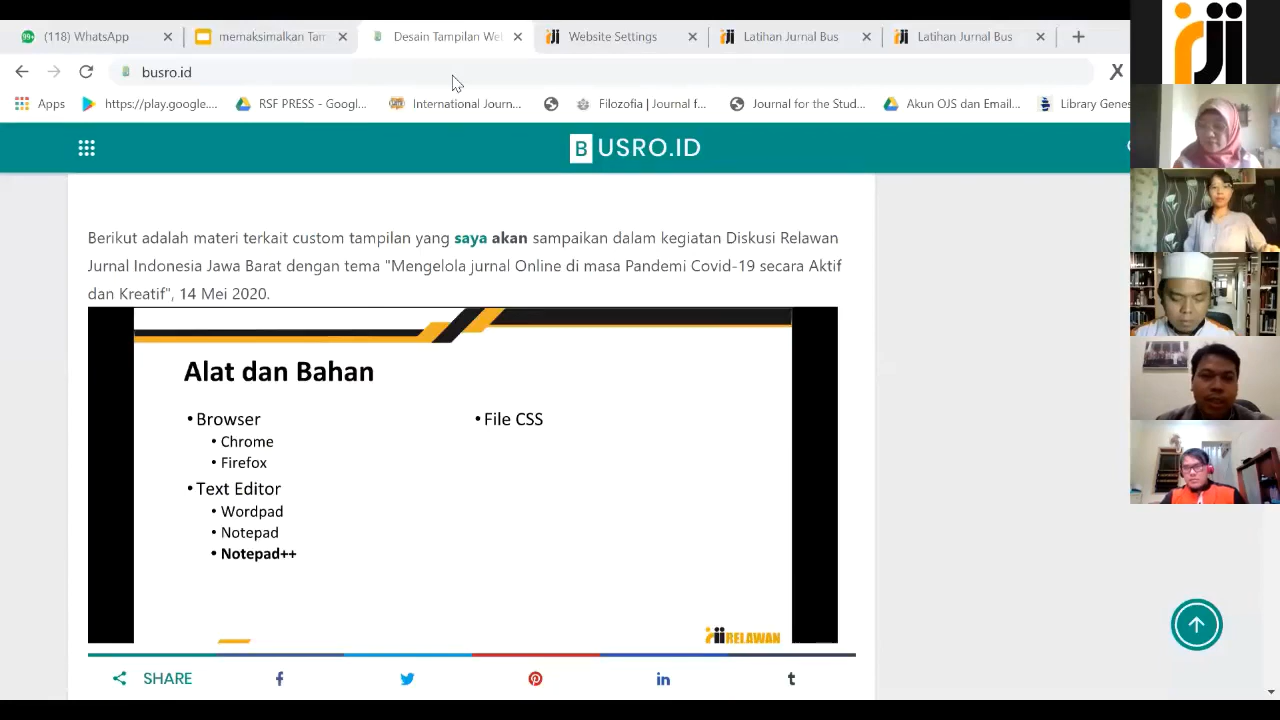 (118) WhatsApp
memaksimalkan Tam
Desain Tampilan We
Website Settings
Latihan Jurnal Bus
Latihan Jurnal Bus
busro.id
X
Apps
https://play.google....
RSF PRESS - Googl...
International Journ...
Filozofia | Journal f...
Journal for the Stud...
Akun OJS dan Email...
Library Genes
BUSRO.ID
Berikut adalah materi terkait custom tampilan yang saya akan sampaikan dalam kegiatan Diskusi Relawan
Jurnal Indonesia Jawa Barat dengan tema "Mengelola jurnal Online di masa Pandemi Covid-19 secara Aktif
dan Kreatif", 14 Mei 2020.
Alat dan Bahan
• Browser
• Chrome
• Firefox
• Text Editor
• Wordpad
• Notepad
• Notepad++
• File CSS
RELAWAN
SHARE